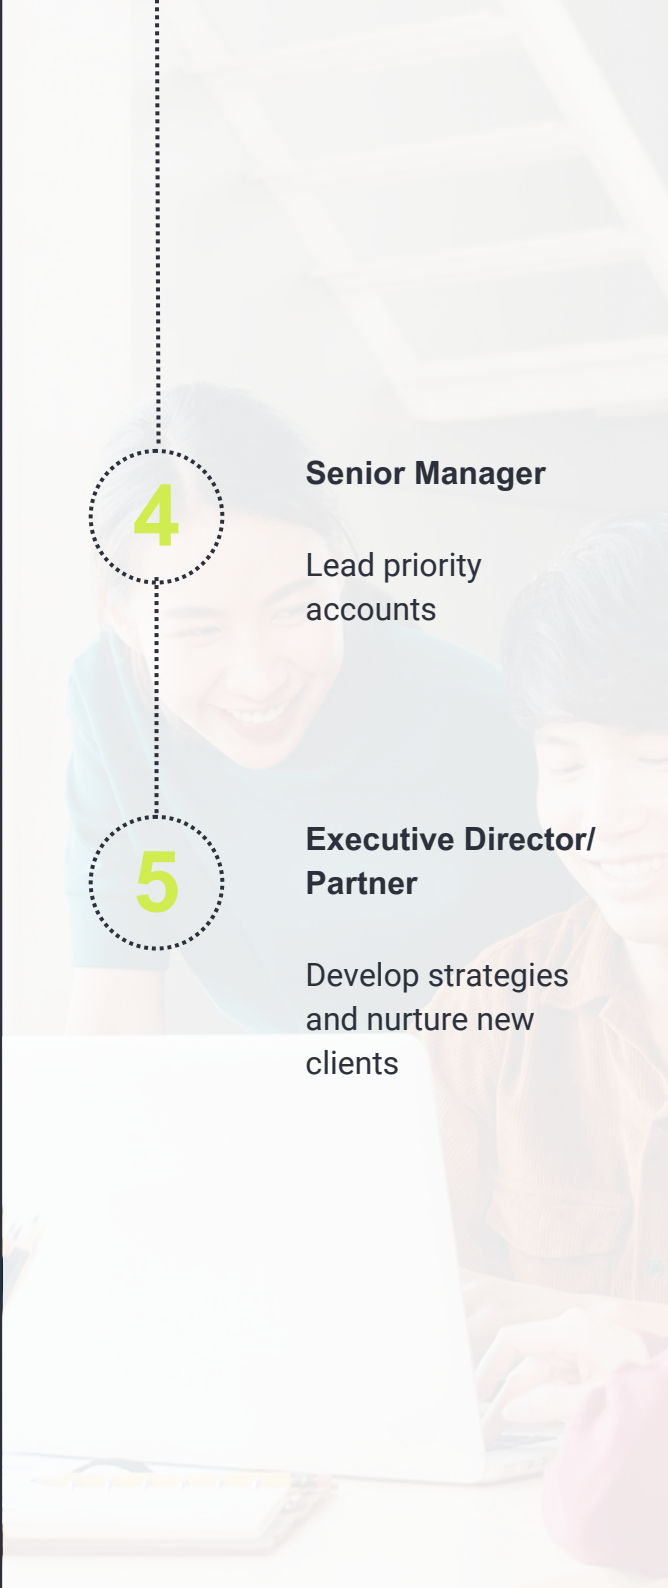 4
Senior Manager
Lead priority
accounts
5
Executive Director/
Partner
Develop strategies
and nurture new
clients